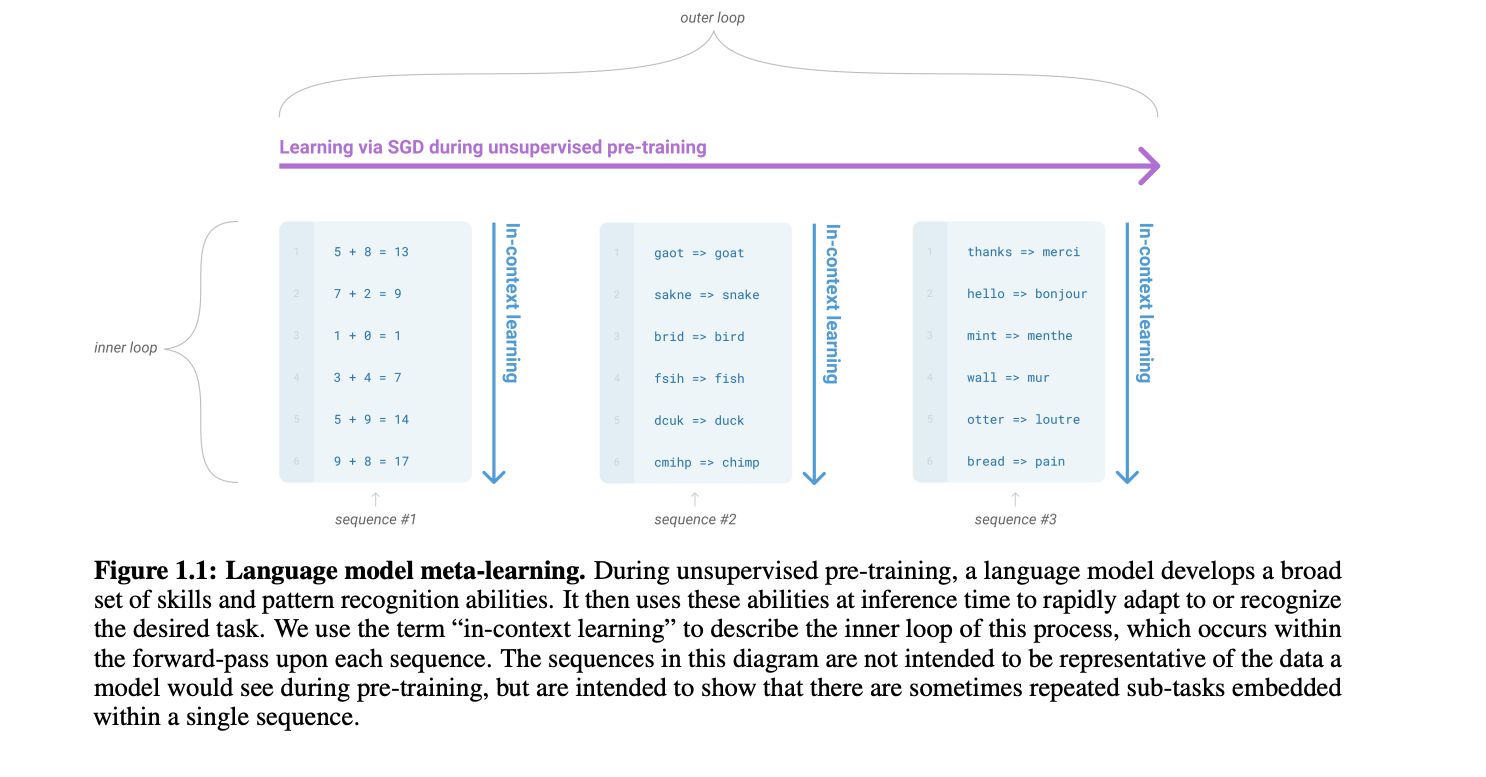 outer loop
Learning via SGD during unsupervised pre-training
inner loop
1 5 + 8 = 13
2 7 + 2 = 9
3 1 + 0 = 1
4 3 + 4 = 7
5 5 + 9 = 14
6 9 + 8 = 17
In-context learning
sequence #1
1 gaot => goat
2 sakne => snake
3 brid => bird
4 fsih => fish
5 dcuk => duck
6 cmihp => chimp
In-context learning
sequence #2
1 thanks => merci
2 hello => bonjour
3 mint => menthe
4 wall => mur
5 otter => loutre
6 bread => pain
In-context learning
sequence #3
Figure 1.1: Language model meta-learning. During unsupervised pre-training, a language model develops a broad
set of skills and pattern recognition abilities. It then uses these abilities at inference time to rapidly adapt to or recognize
the desired task. We use the term “in-context learning” to describe the inner loop of this process, which occurs within
the forward-pass upon each sequence. The sequences in this diagram are not intended to be representative of the data a
model would see during pre-training, but are intended to show that there are sometimes repeated sub-tasks embedded
within a single sequence.